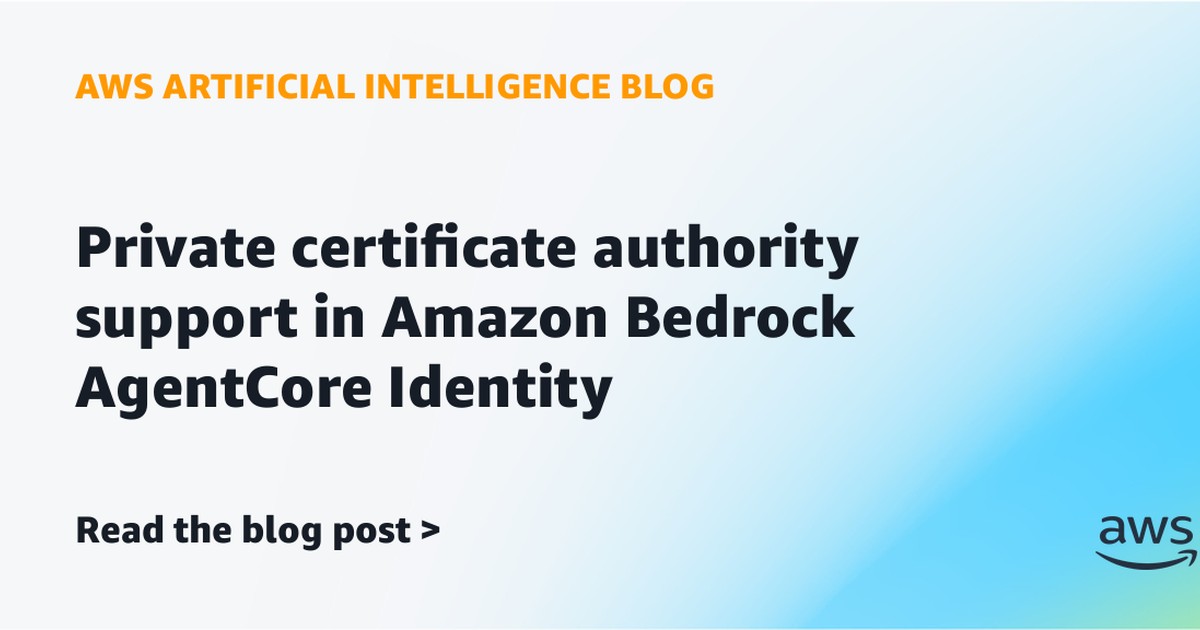 AWS ARTIFICIAL INTELLIGENCE BLOG
Private certificate authority
support in Amazon Bedrock
AgentCore Identity
Read the blog post >
aws